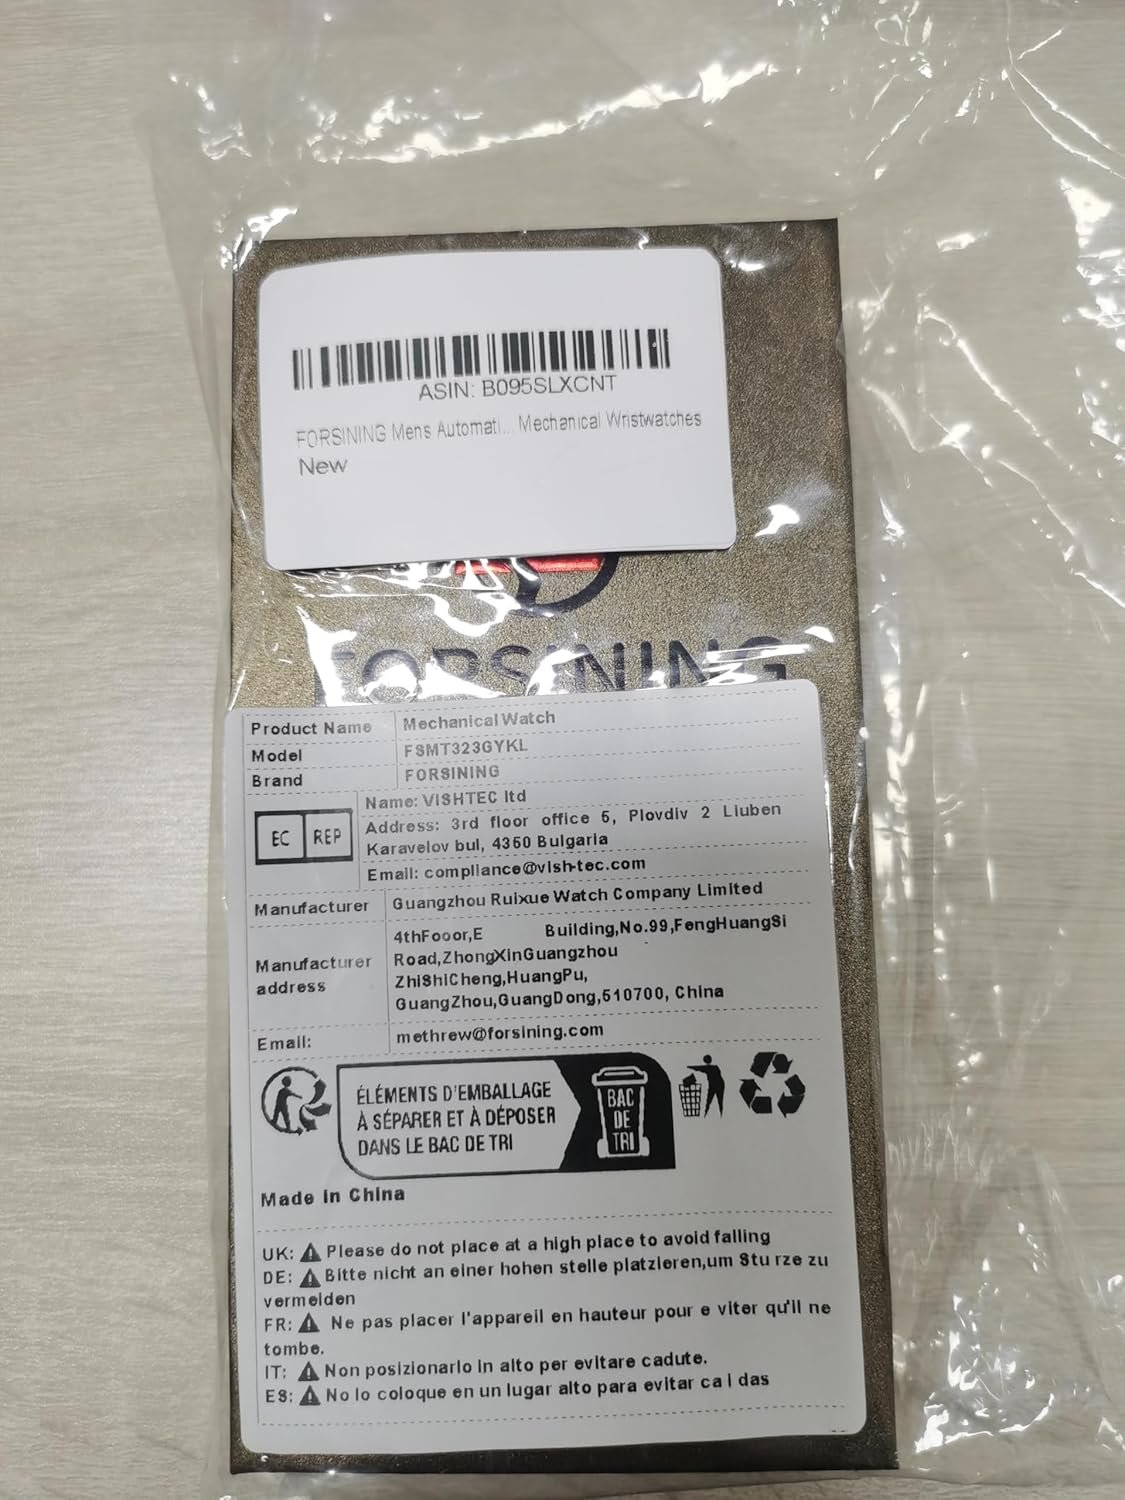 ASIN: B095SLXCNT
FORSINING Mens Automati... Mechanical Wristwatches
New
FORSINING
Product Name Mechanical Watch
Model FSMT323GYKL
Brand FORSINING
EC REP
Name: VISHTEC ltd
Address: 3rd floor office 5, Plovdiv 2 Liuben
Karavelov bul, 4350 Bulgaria
Email: compliance@vish-tec.com
Manufacturer Guangzhou Ruixue Watch Company Limited
Manufacturer address
4thFooor,E Building,No.99,FengHuangSi
Road,ZhongXinGuangzhou
ZhiShiCheng,HuangPu,
GuangZhou,GuangDong,510700, China
Email: methrew@forsining.com
ÉLÉMENTS D'EMBALLAGE
À SÉPARER ET À DÉPOSER
DANS LE BAC DE TRI
BAC
DE
TRI
Made in China
UK: Please do not place at a high place to avoid falling
DE: Bitte nicht an einer hohen stelle platzieren,um Stu rze zu
vermeiden
FR: Ne pas placer l'appareil en hauteur pour e viter qu'il ne
tombe.
IT: Non posizionarlo in alto per evitare cadute.
ES: No lo coloque en un lugar alto para evitar ca i das